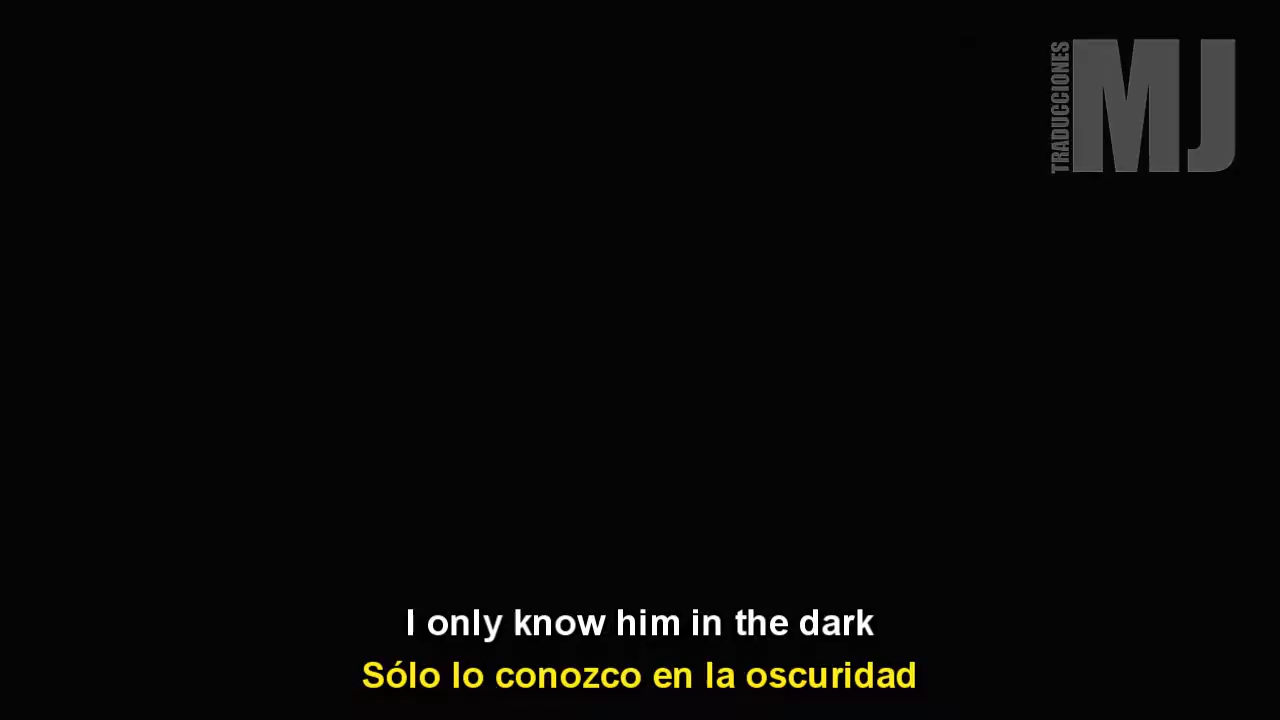 TRADUCCIONES
MJ
I only know him in the dark
Sólo lo conozco en la oscuridad